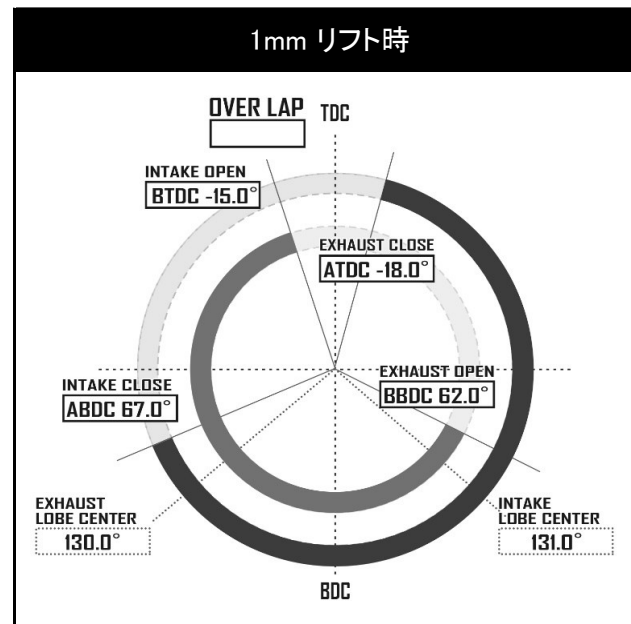 1mm リフト時
OVER LAP
TDC
INTAKE OPEN
BTDC -15.0°
EXHAUST CLOSE
ATDC -18.0°
INTAKE CLOSE
ABDC 67.0°
EXHAUST OPEN
BBDC 62.0°
EXHAUST
LOBE CENTER
130.0°
INTAKE
LOBE CENTER
131.0°
BDC